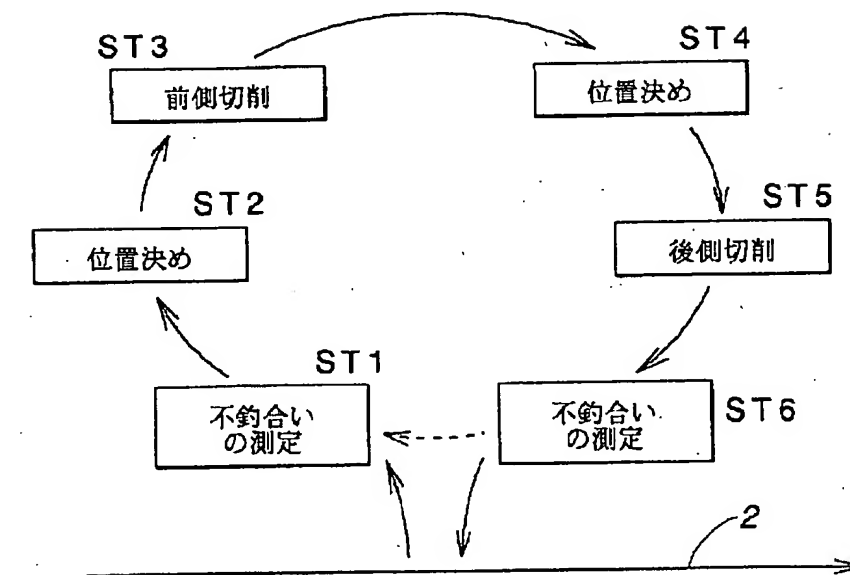 ST3
前側切削
ST4
位置決め
ST2
位置決め
ST5
後側切削
ST1
不釣合い
の測定
ST6
不釣合い
の測定
2